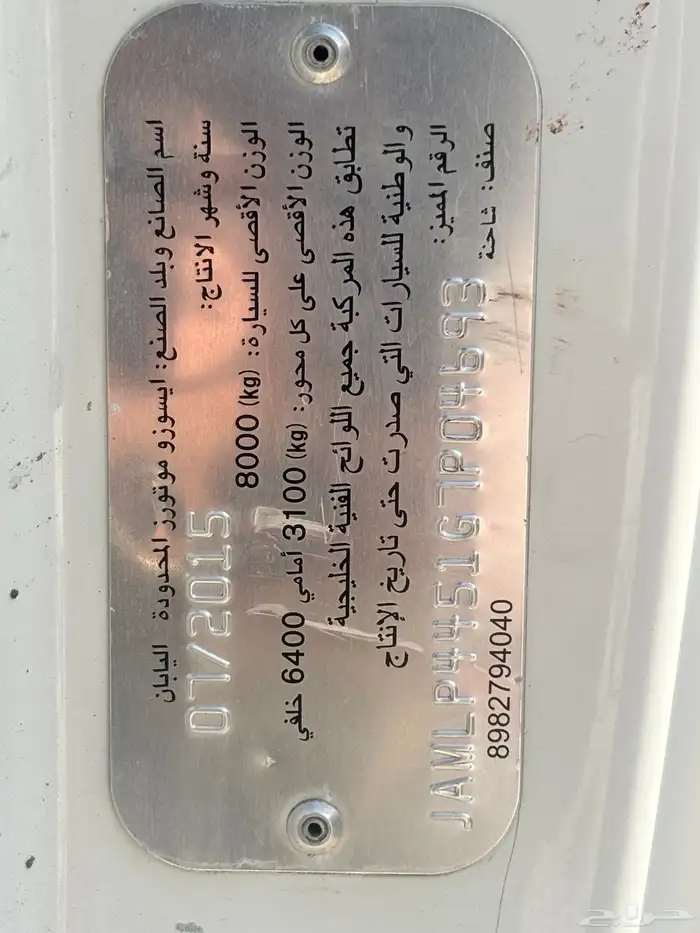 اسم الصانع وبلد الصنع: ايسوزو موتورز المحدودة اليابان
سنة وشهر الانتاج: 07/2015
الوزن الأقصى للسيارة: 8000 (kg)
الوزن الأقصى على كل محور: (kg) 3100 أمامي 6400 خلفي
تطابق هذه المركبة جميع اللوائح الفنية الخليجية
والوطنية للسيارات التي صدرت حتى تاريخ الإنتاج
الرقم المميز: JAMLP4451G7P04693
صنف: شاحنة 8982794040
حراج